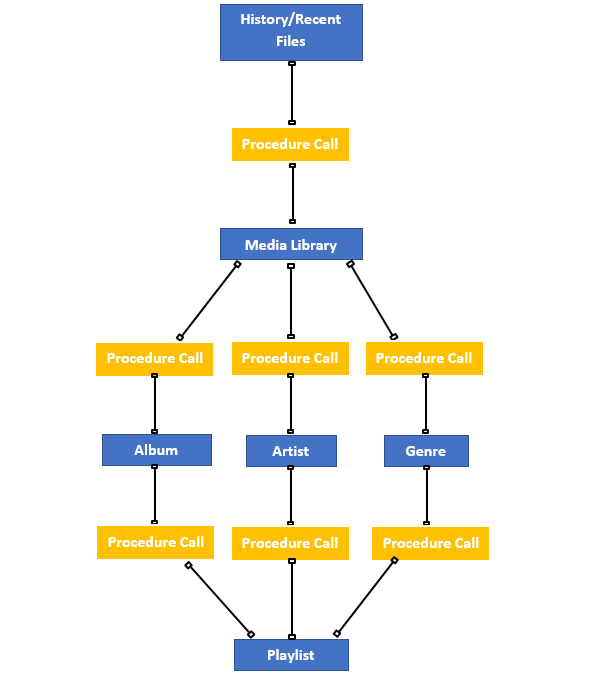 History/Recent
Files
Procedure Call
Media Library
Procedure Call
Procedure Call
Procedure Call
Album
Artist
Genre
Procedure Call
Procedure Call
Procedure Call
Playlist